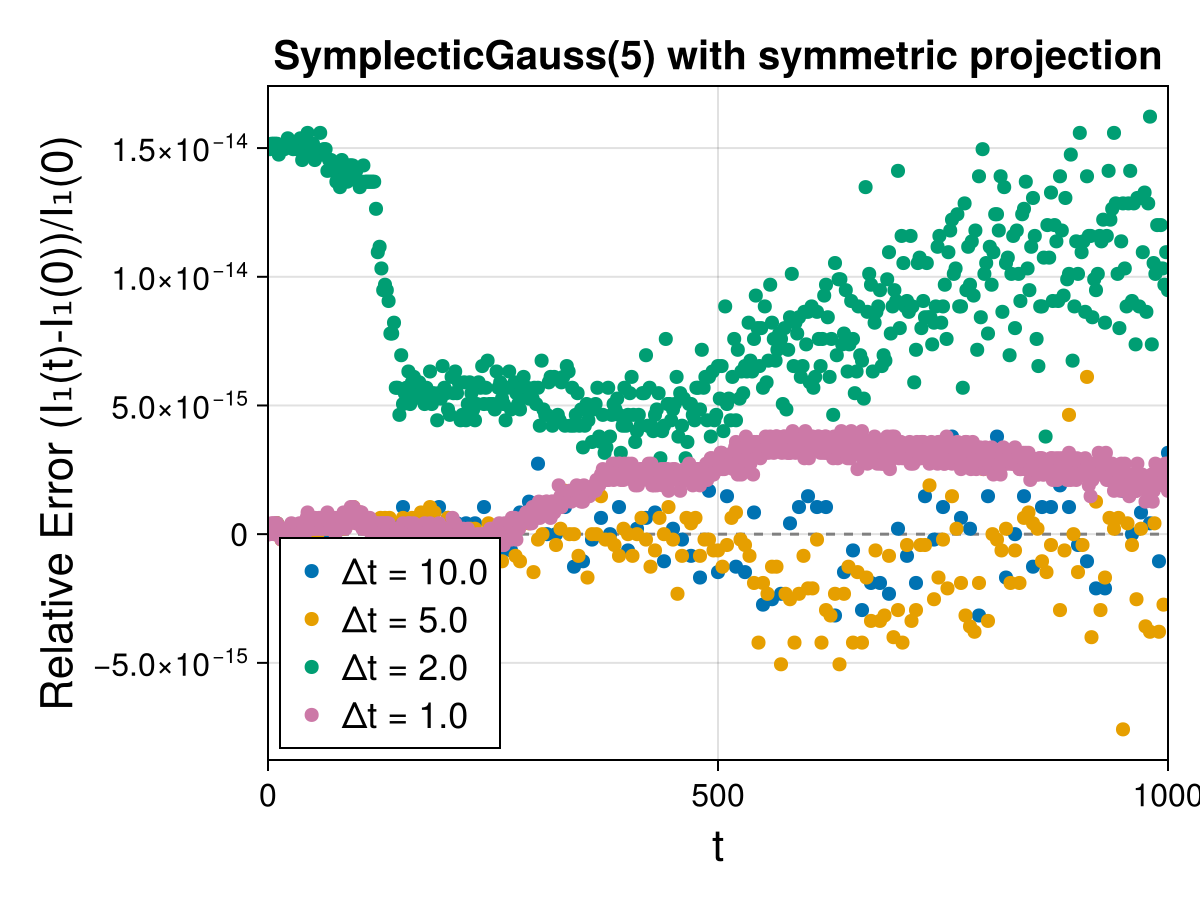 SymplecticGauss(5) with symmetric projection
Relative Error (I₁(t)-I₁(0))/I₁(0)
1.5×10⁻¹⁴
1.0×10⁻¹⁴
5.0×10⁻¹⁵
0
−5.0×10⁻¹⁵
Δt = 10.0
Δt = 5.0
Δt = 2.0
Δt = 1.0
0
500
1000
t